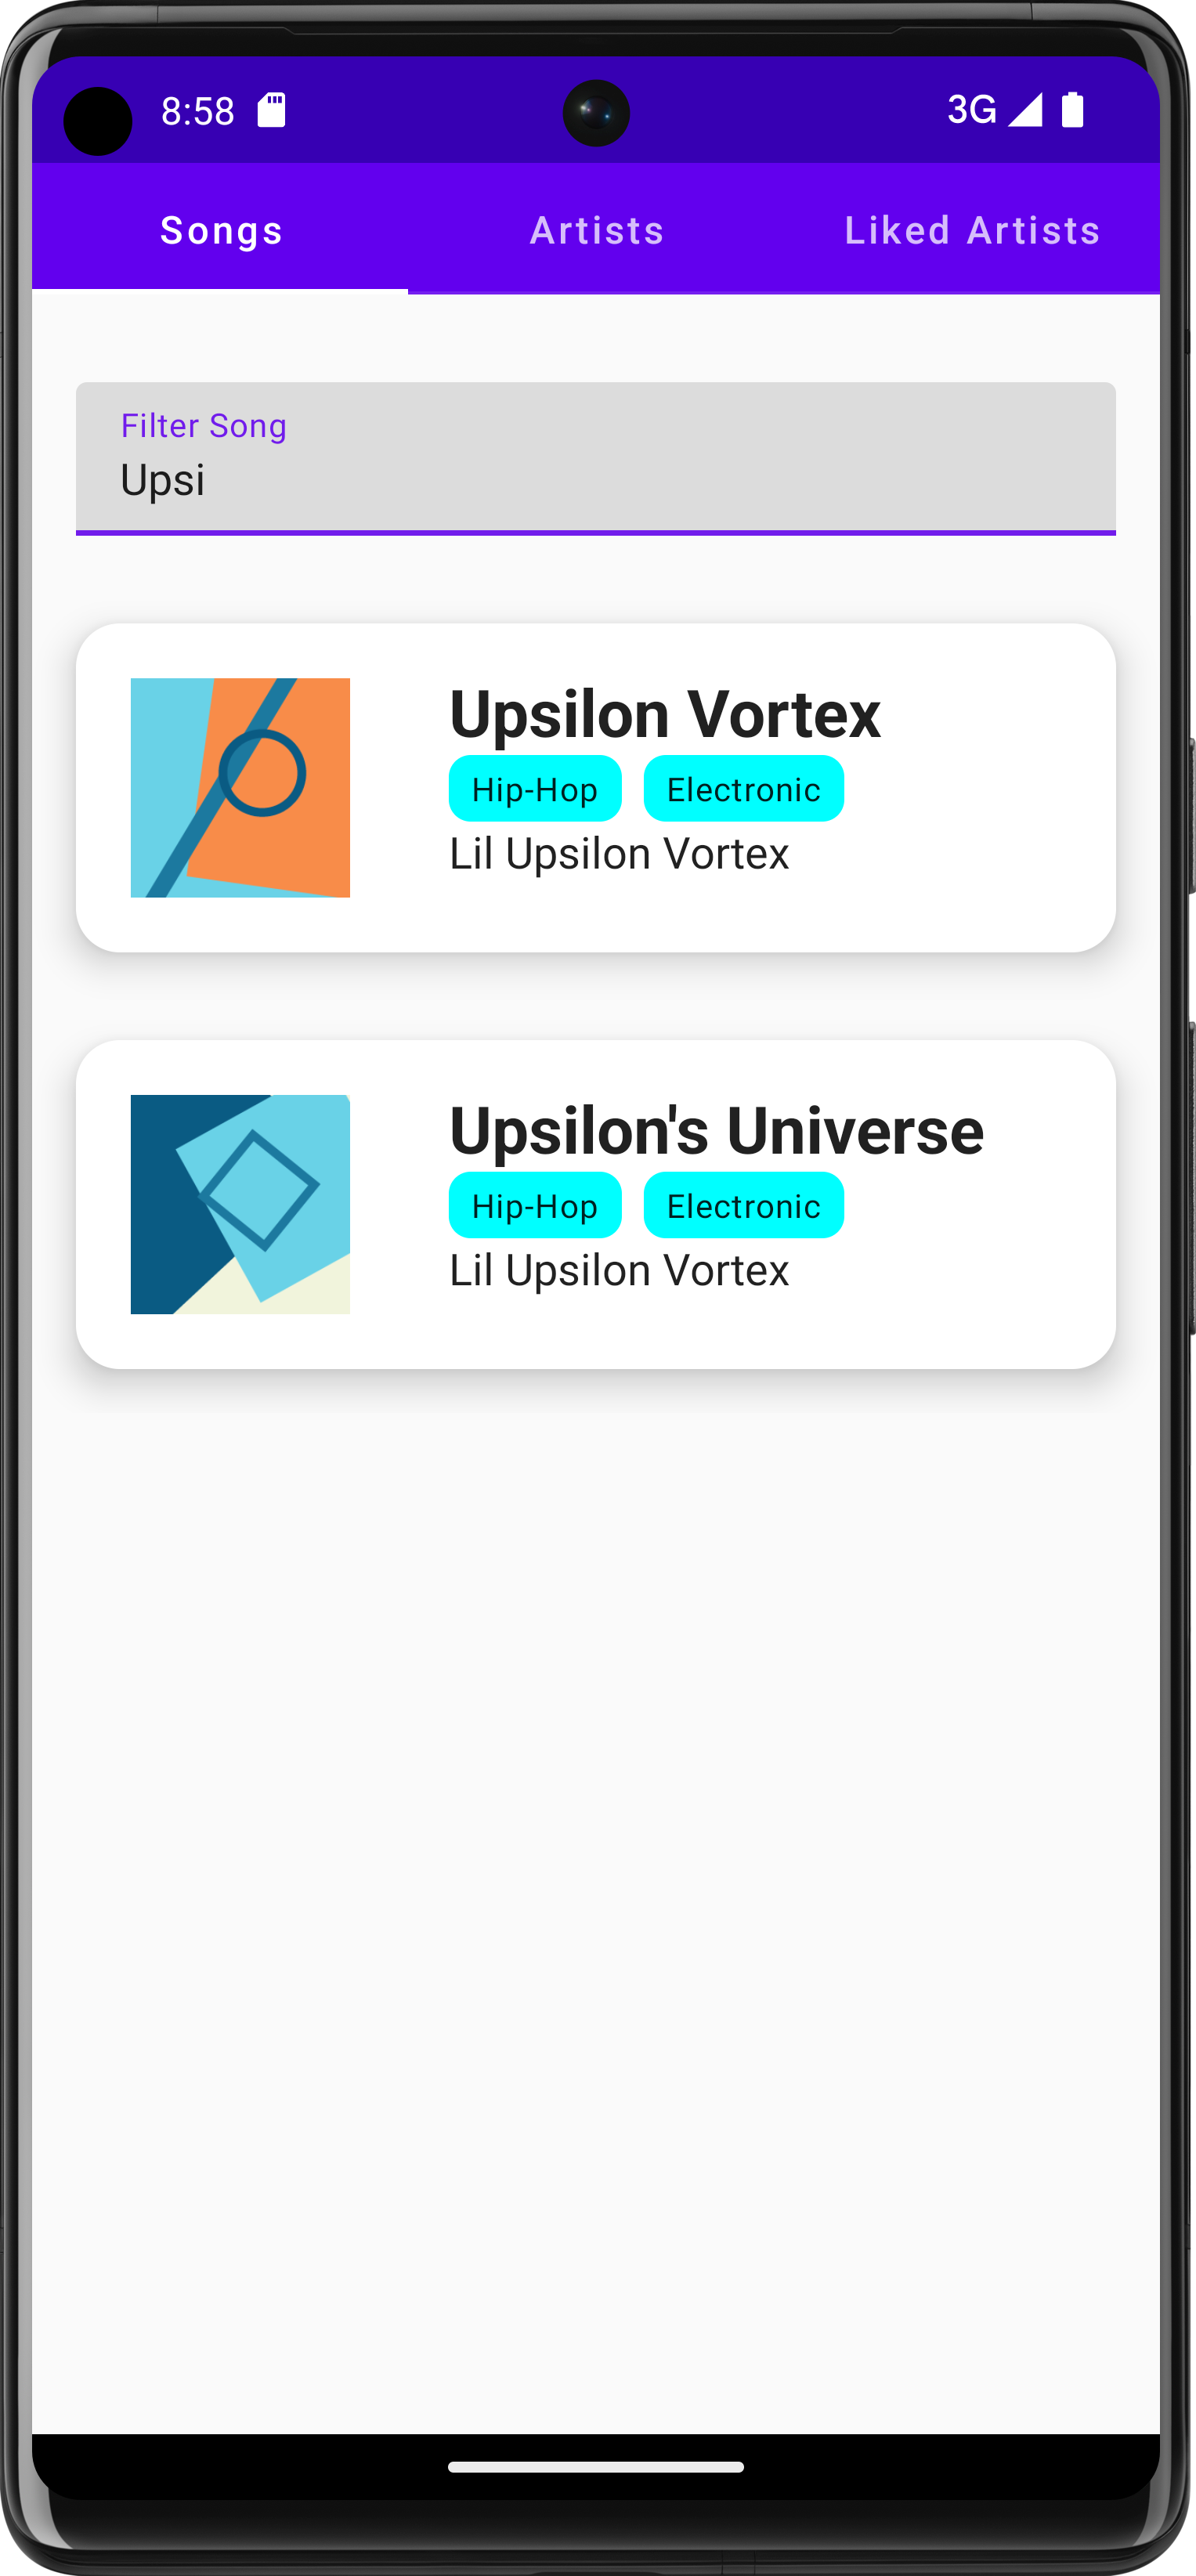 8:58 3G
Songs Artists Liked Artists
Filter Song
Upsi
Upsilon Vortex
Hip-Hop Electronic
Lil Upsilon Vortex
Upsilon's Universe
Hip-Hop Electronic
Lil Upsilon Vortex